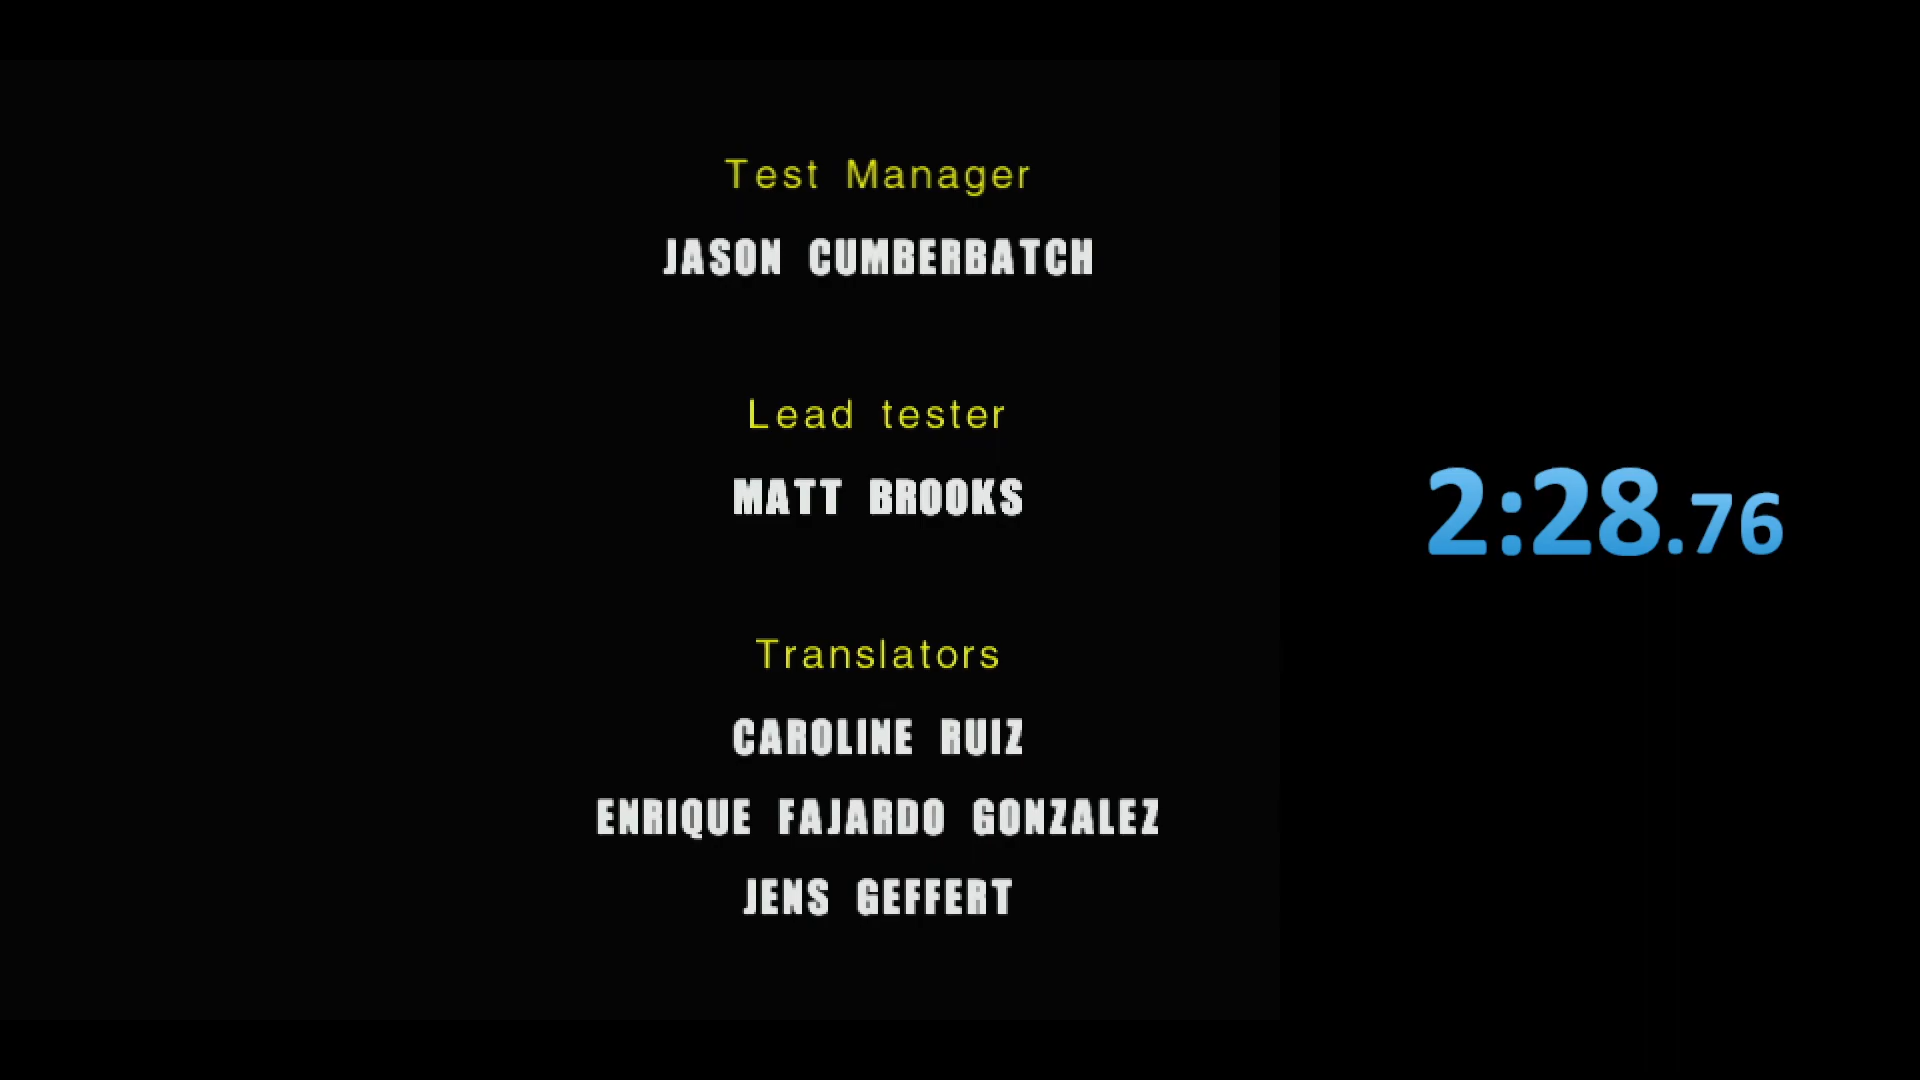 Test Manager
JASON CUMBERBATCH
Lead tester
MATT BROOKS
Translators
CAROLINE RUIZ
ENRIQUE FAJARDO GONZALEZ
JENS GEFFERT
2:28.76